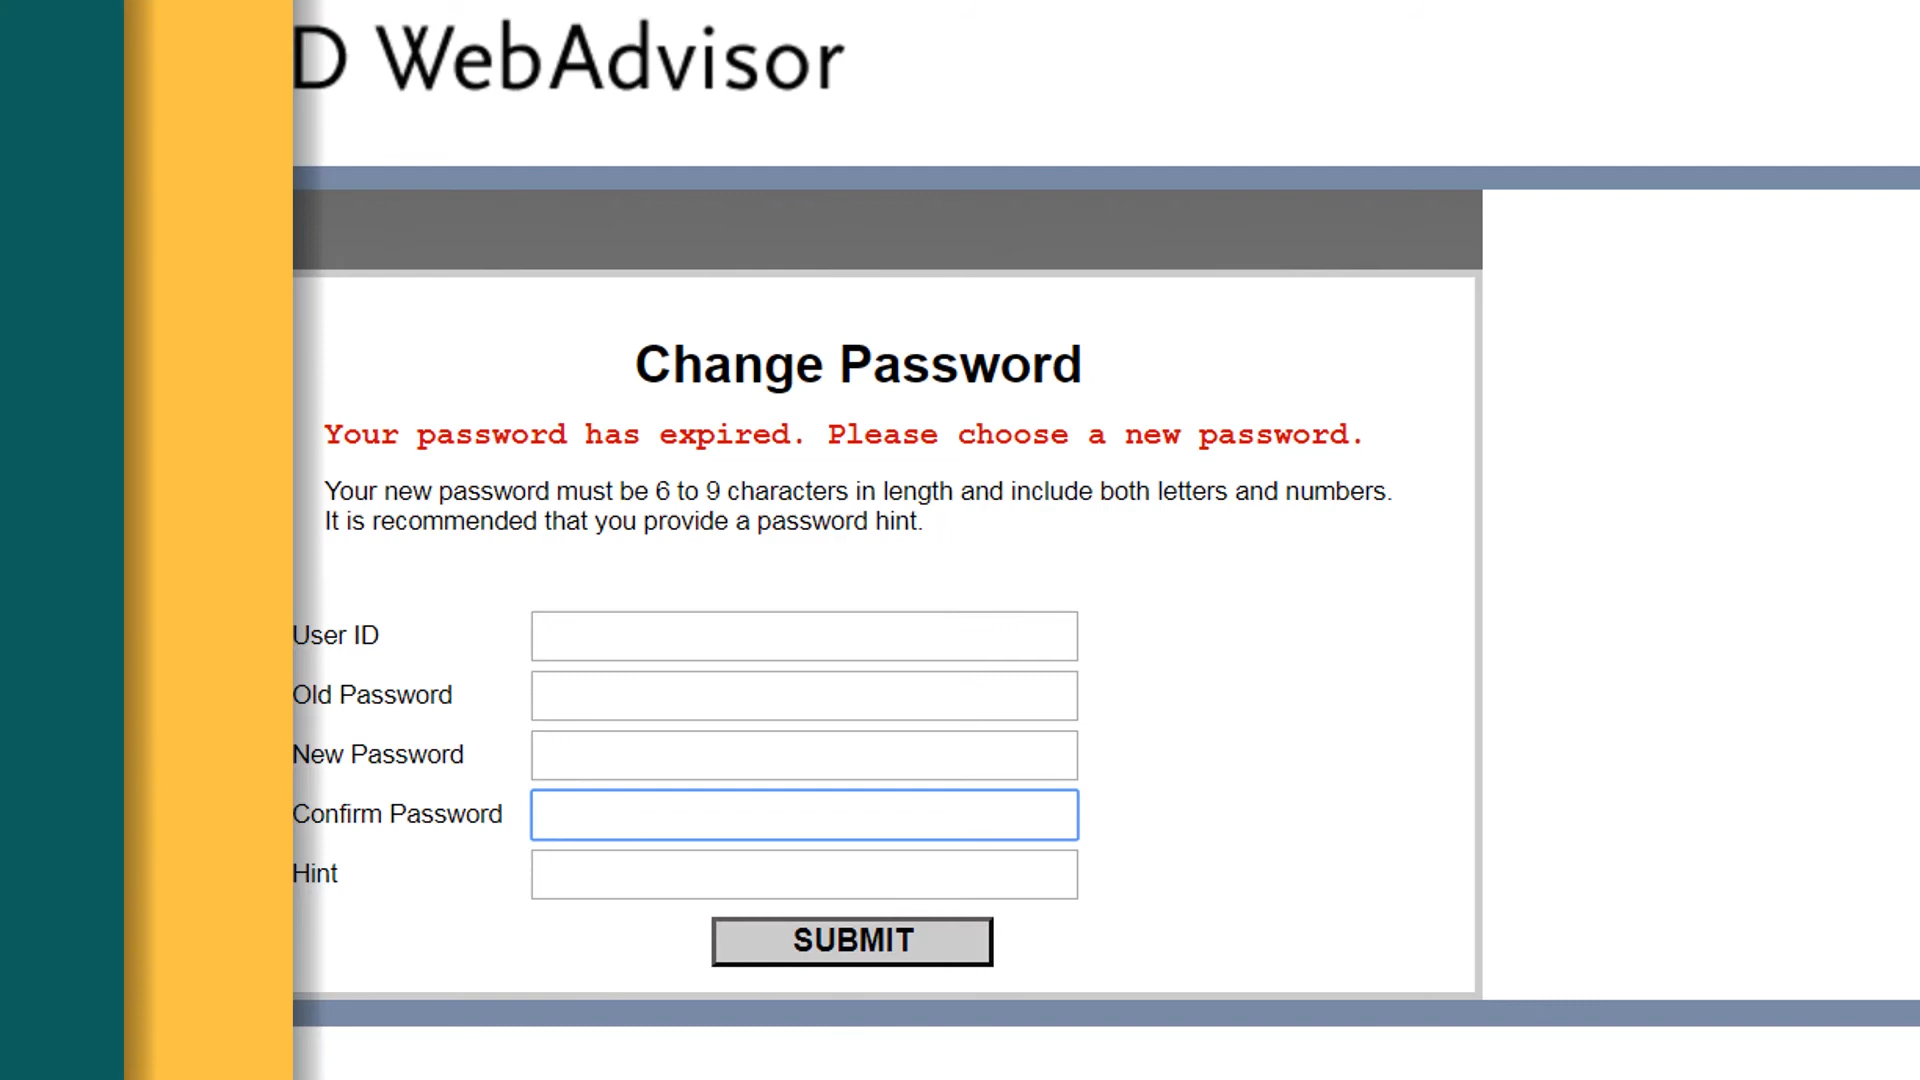 D WebAdvisor
Change Password
Your password has expired. Please choose a new password.
Your new password must be 6 to 9 characters in length and include both letters and numbers.
It is recommended that you provide a password hint.
User ID
Old Password
New Password
Confirm Password
Hint
SUBMIT